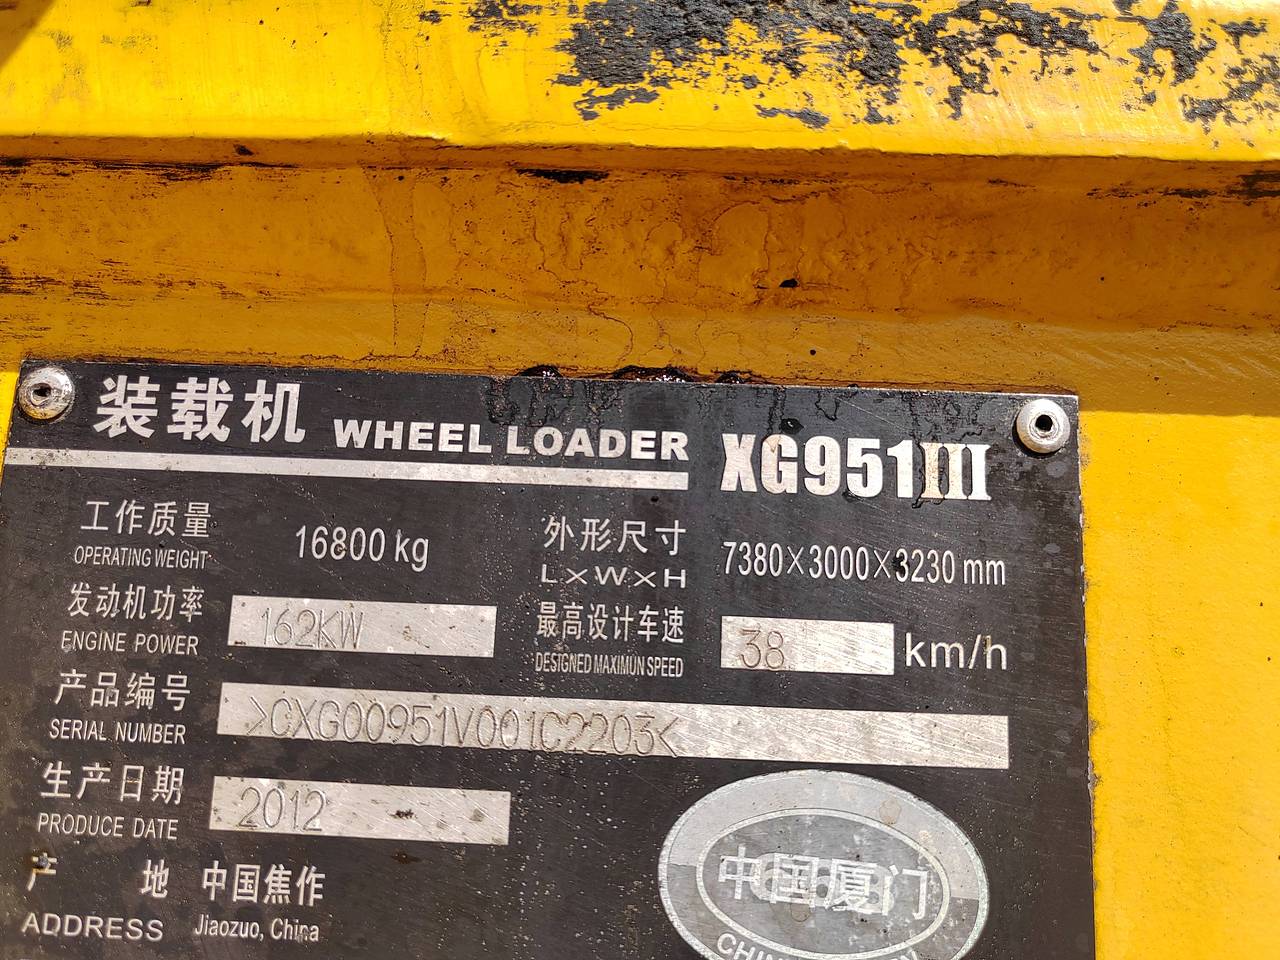 装载机 WHEEL LOADER XG951III
工作质量 16800 kg 外形尺寸 7380×3000×3230 mm
OPERATING WEIGHT L×W×H
发动机功率 162KW 最高设计车速 38 km/h
ENGINE POWER DESTGNED MAXIMUN SPEED
产品编号 >CXG00951V001C2203<
SERIAL NUMBER
生产日期 2012
PRODUCE DATE
产 地 中国焦作
ADDRESS Jiaozuo, China
中国厦门